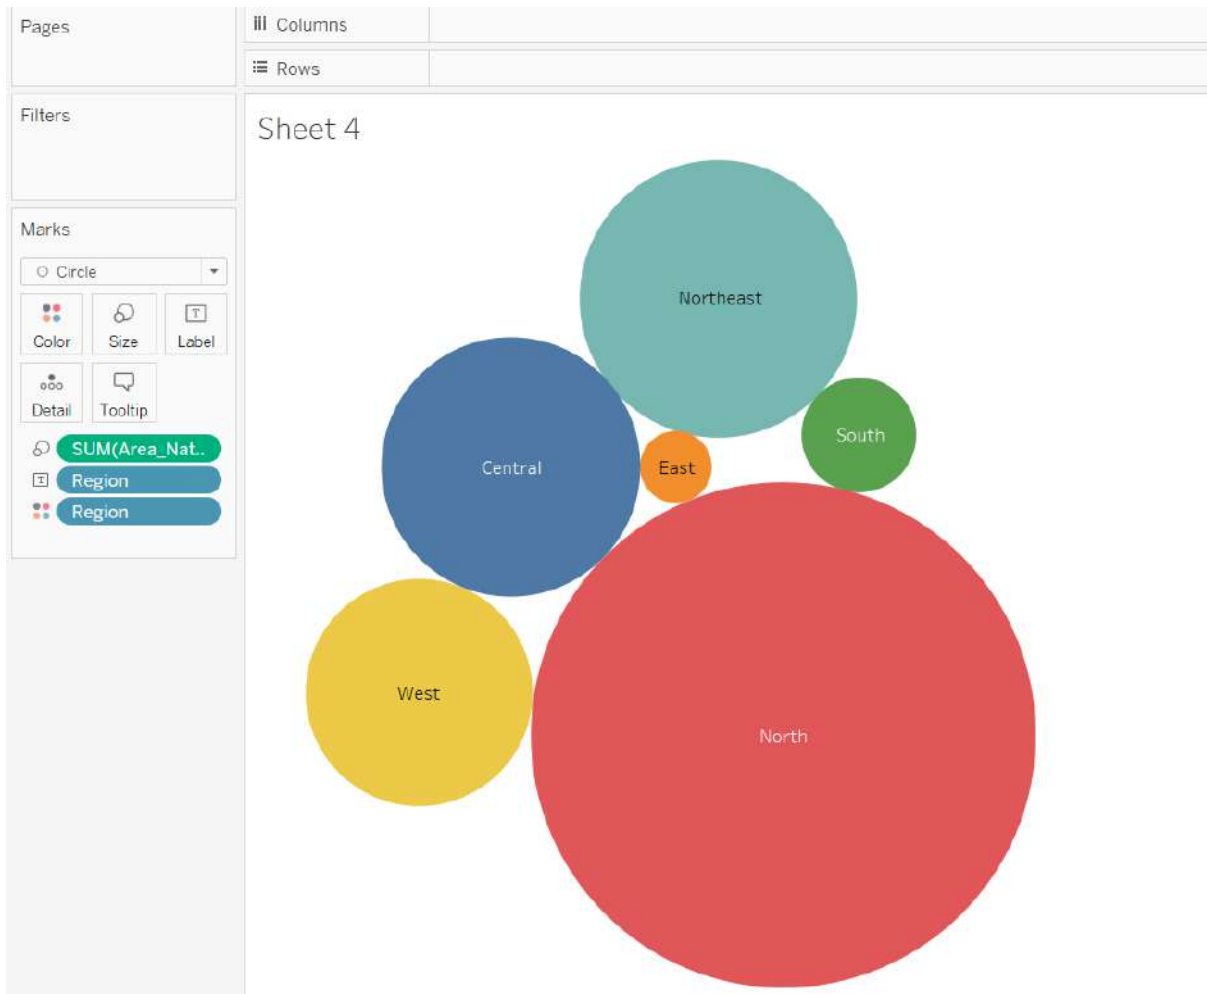 Pages
Columns
Rows
Filters
Sheet 4
Marks
Circle
Color
Size
T
Label
Detail
Tooltip
SUM(Area_Nat..
T
Region
Region
Northeast
South
Central
East
West
North